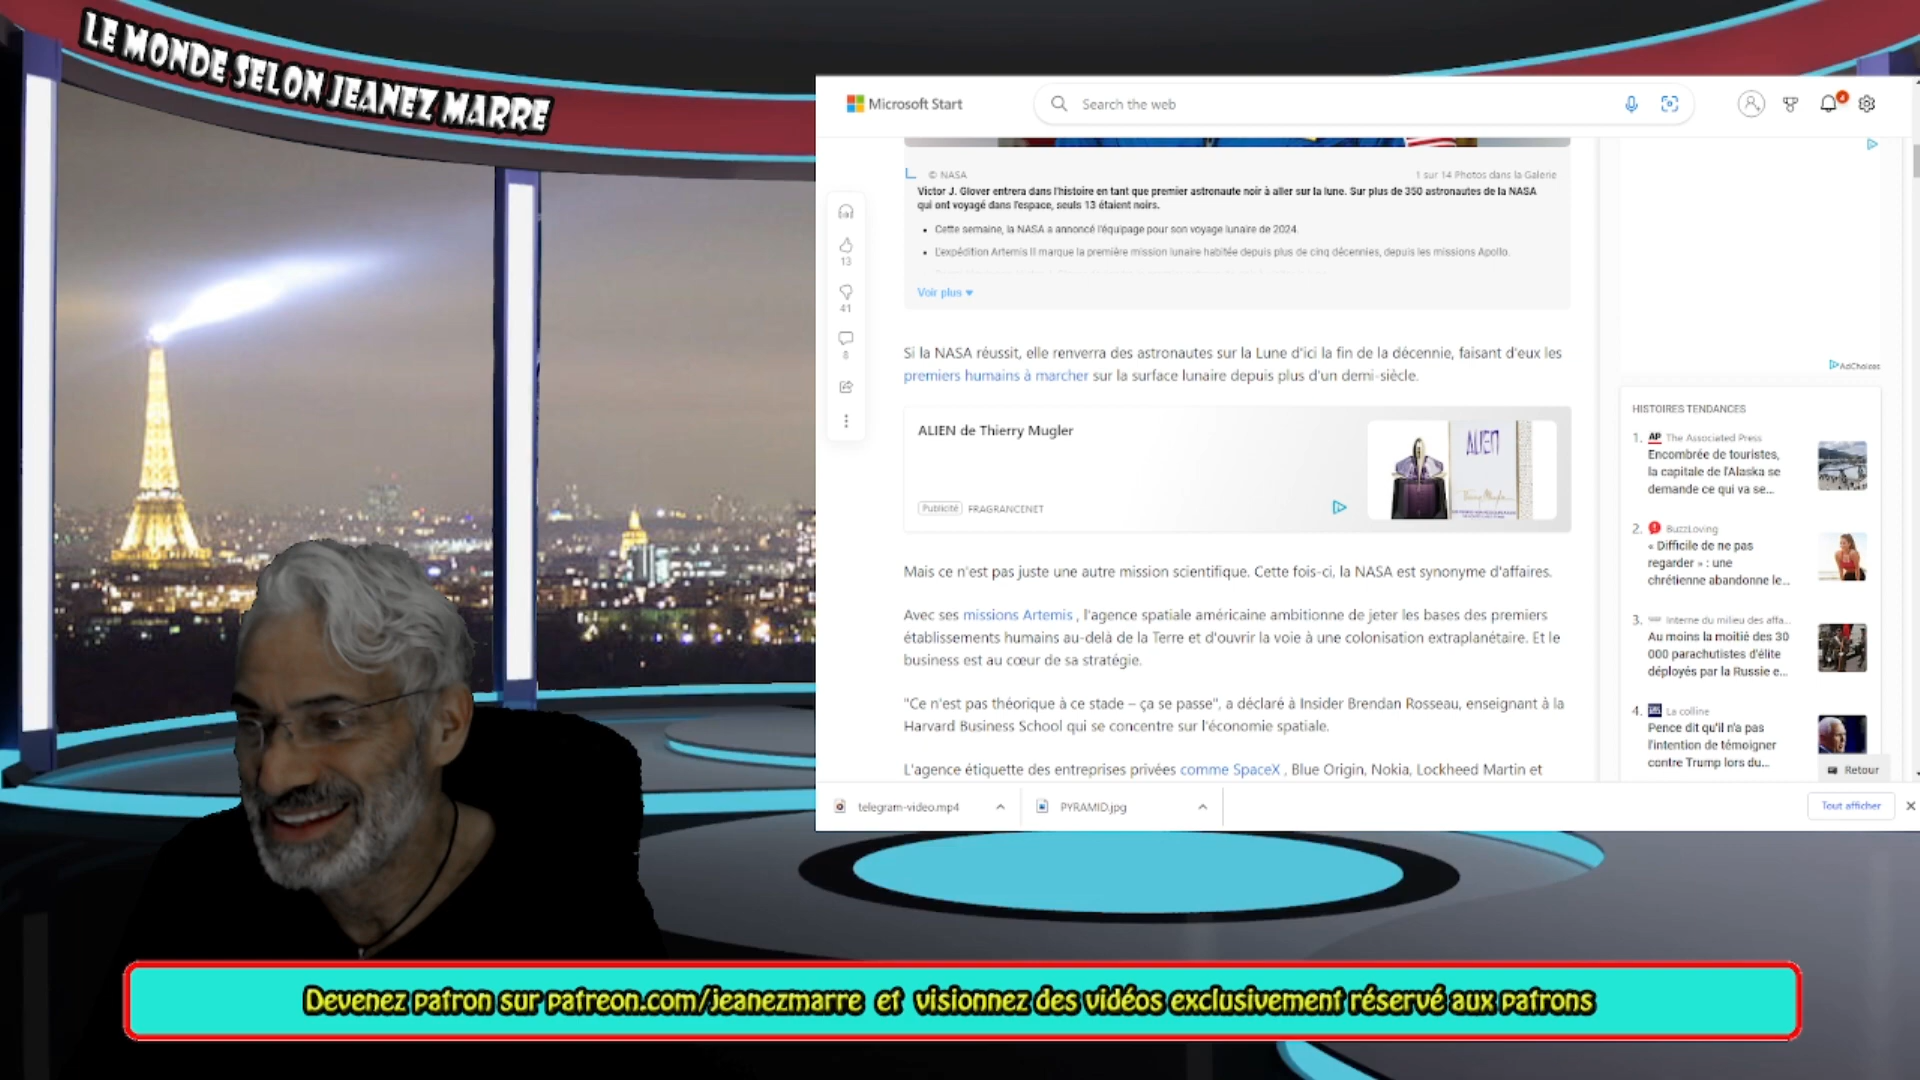 LE MONDE SELON JEANEZ MARRE
Microsoft Start
Search the web
4
© NASA
1 sur 14 Photos dans la Galerie
Victor J. Glover entrera dans l'histoire en tant que premier astronaute noir à aller sur la lune. Sur plus de 350 astronautes de la NASA
qui ont voyagé dans l'espace, seuls 13 étaient noirs.
Cette semaine, la NASA a annoncé l'équipage pour son voyage lunaire de 2024.
L'expédition Artemis II marque la première mission lunaire habitée depuis plus de cinq décennies, depuis les missions Apollo.
Voir plus
13
41
8
Si la NASA réussit, elle renverra des astronautes sur la Lune d'ici la fin de la décennie, faisant d'eux les
premiers humains à marcher sur la surface lunaire depuis plus d'un demi-siècle.
ALIEN de Thierry Mugler
Publicité FRAGRANCENET
ALIEN
Mais ce n'est pas juste une autre mission scientifique. Cette fois-ci, la NASA est synonyme d'affaires.
Avec ses missions Artemis , l'agence spatiale américaine ambitionne de jeter les bases des premiers
établissements humains au-delà de la Terre et d'ouvrir la voie à une colonisation extraplanétaire. Et le
business est au cœur de sa stratégie.
"Ce n'est pas théorique à ce stade – ça se passe", a déclaré à Insider Brendan Rosseau, enseignant à la
Harvard Business School qui se concentre sur l'économie spatiale.
L'agence étiquette des entreprises privées comme SpaceX , Blue Origin, Nokia, Lockheed Martin et
AdChoices
HISTOIRES TENDANCES
1. AP The Associated Press
Encombrée de touristes,
la capitale de l'Alaska se
demande ce qui va se...
2. BuzzLoving
« Difficile de ne pas
regarder » : une
chrétienne abandonne le...
3. Interne du milieu des affa...
Au moins la moitié des 30
000 parachutistes d'élite
déployés par la Russie e...
4. La colline
Pence dit qu'il n'a pas
l'intention de témoigner
contre Trump lors du...
Retour
telegram-video.mp4
PYRAMID.jpg
Tout afficher
Devenez patron sur patreon.com/jeanezmarre et visionnez des vidéos exclusivement réservé aux patrons